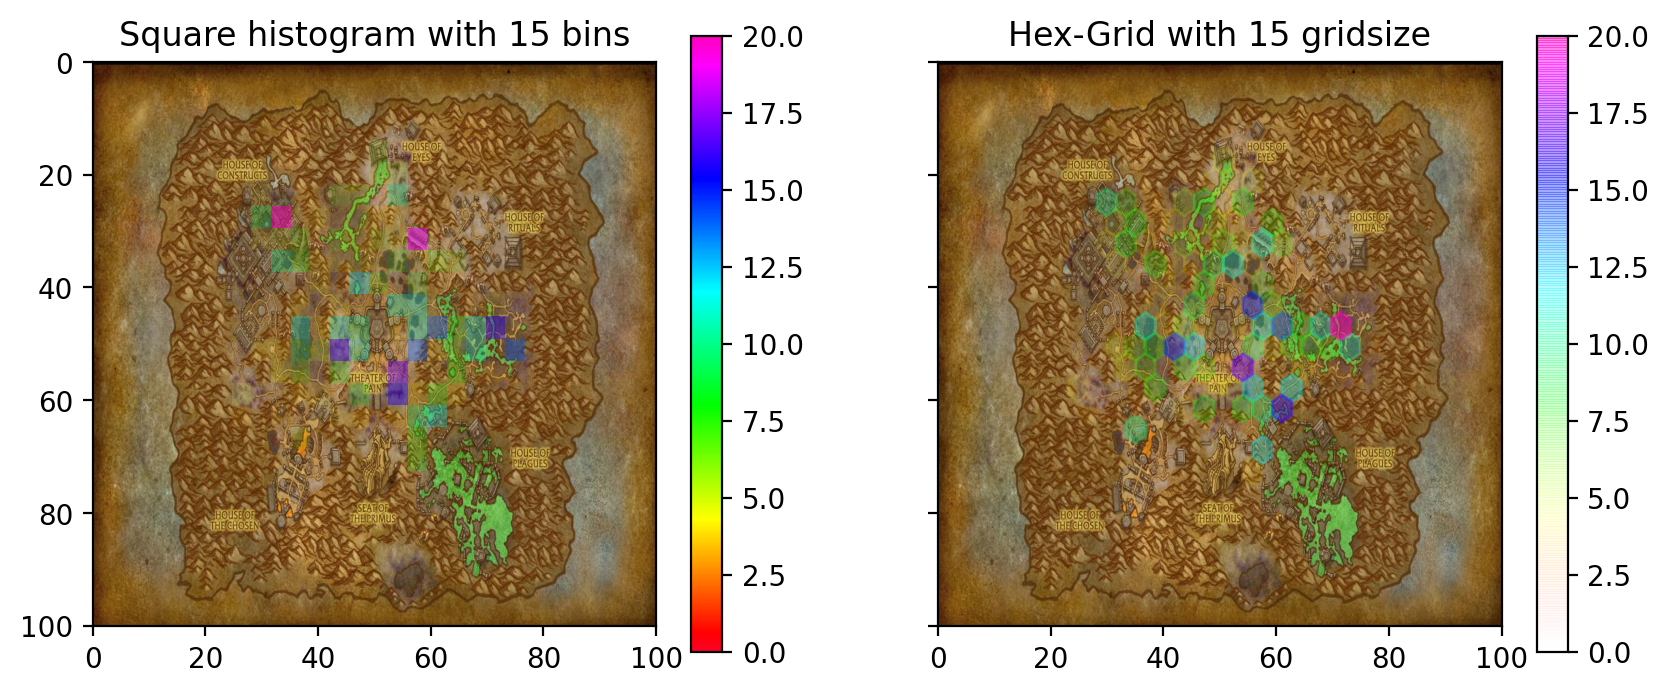 Square histogram with 15 bins
0
20
40
60
80
100
0
20
40
60
80
100
HOUSE OF
EYES
HOUSE OF
CONSTRUCTS
HOUSE OF
RITUALS
THEATER OF
PAIN
HOUSE OF
PLAGUES
HOUSE OF
THE CHOSEN
SEAT OF
THE PRIMUS
20.0
17.5
15.0
12.5
10.0
7.5
5.0
2.5
0.0
Hex-Grid with 15 gridsize
HOUSE OF
EYES
HOUSE OF
CONSTRUCTS
HOUSE OF
RITUALS
THEATER OF
PAIN
HOUSE OF
PLAGUES
HOUSE OF
THE CHOSEN
SEAT OF
THE PRIMUS
0
20
40
60
80
100
20.0
17.5
15.0
12.5
10.0
7.5
5.0
2.5
0.0